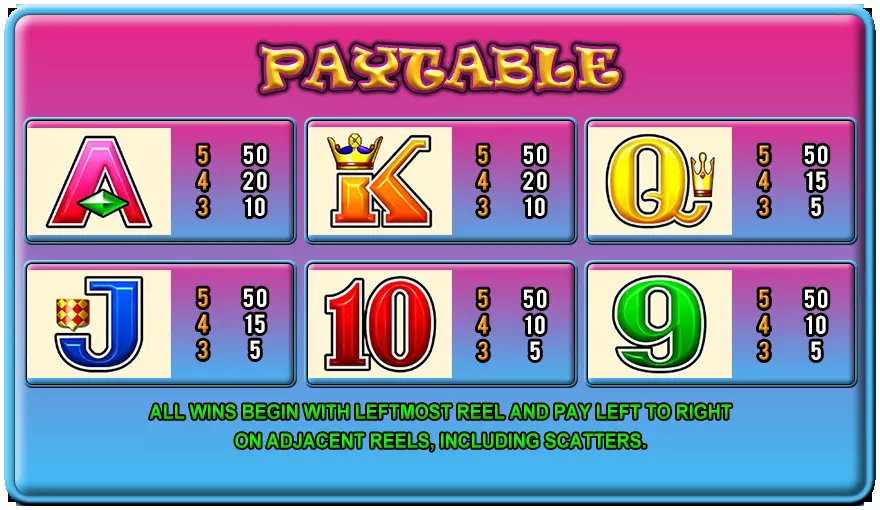 PAYTABLE
A 5 50 K 5 50 Q 5 50
4 20 4 20 4 15
3 10 3 10 3 5
J 5 50 10 5 50 9 5 50
4 15 4 10 4 10
3 5 3 5 3 5
ALL WINS BEGIN WITH LEFTMOST REEL AND PAY LEFT TO RIGHT
ON ADJACENT REELS, INCLUDING SCATTERS.